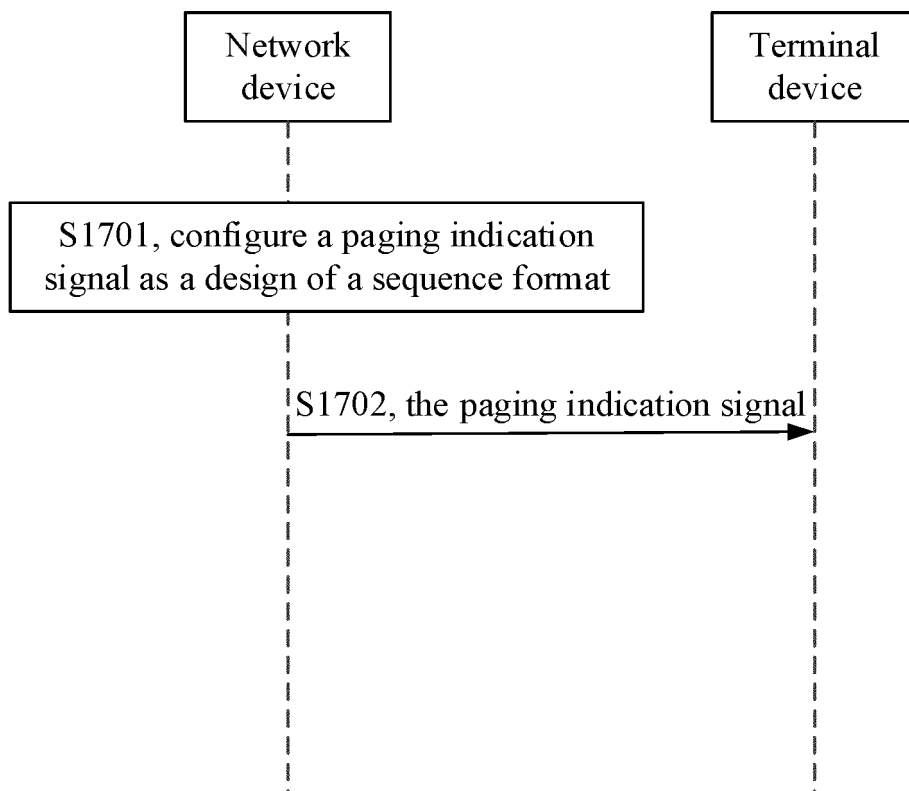 Network
device
Terminal
device
S1701, configure a paging indication
signal as a design of a sequence format
S1702, the paging indication signal